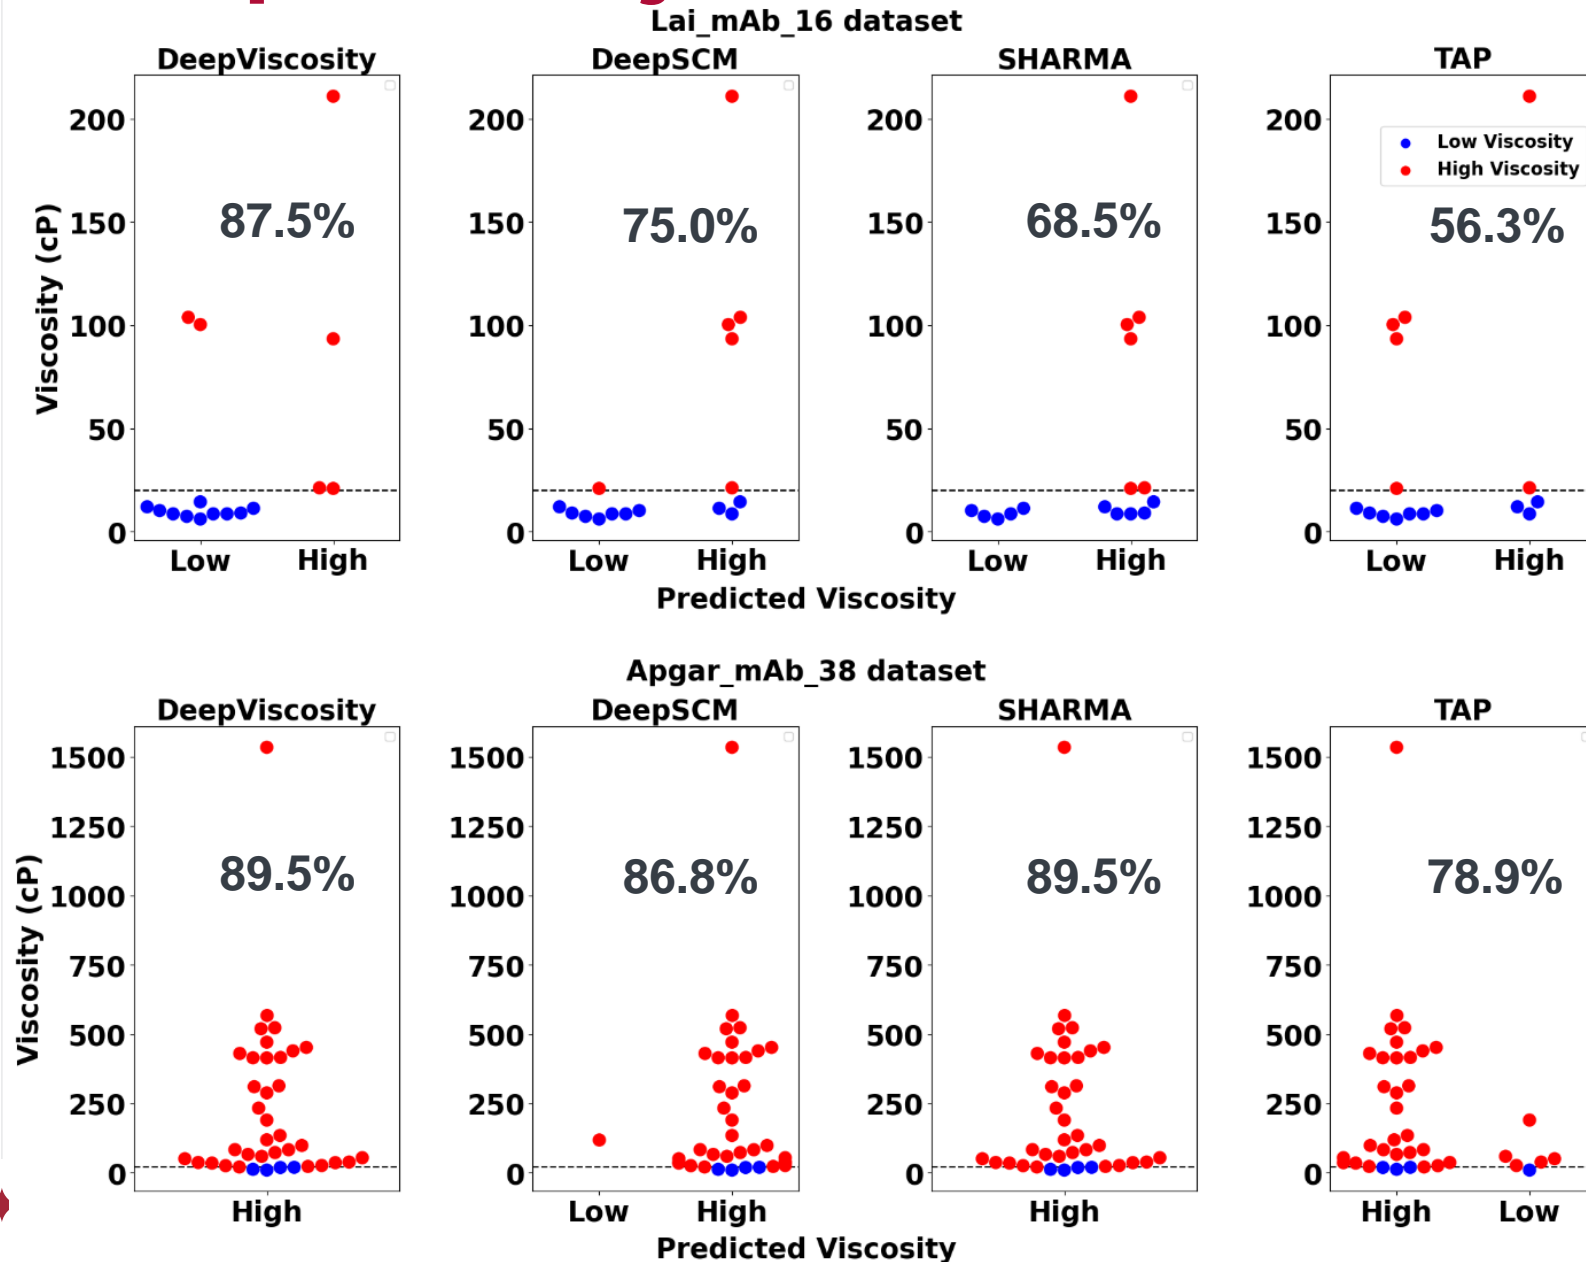 Lai_mAb_16 dataset
DeepViscosity DeepSCM SHARMA TAP
200 200 200 200
Low Viscosity
High Viscosity
87.5% 75.0% 68.5% 56.3%
150 150 150 150
Viscosity (cP)
100 100 100 100
50 50 50 50
0 0 0 0
Low High Low High Low High Low High
Predicted Viscosity
Apgar_mAb_38 dataset
DeepViscosity DeepSCM SHARMA TAP
1500 1500 1500 1500
1250 1250 1250 1250
89.5% 86.8% 89.5% 78.9%
1000 1000 1000 1000
Viscosity (cP)
750 750 750 750
500 500 500 500
250 250 250 250
0 0 0 0
High Low High High High Low
Predicted Viscosity